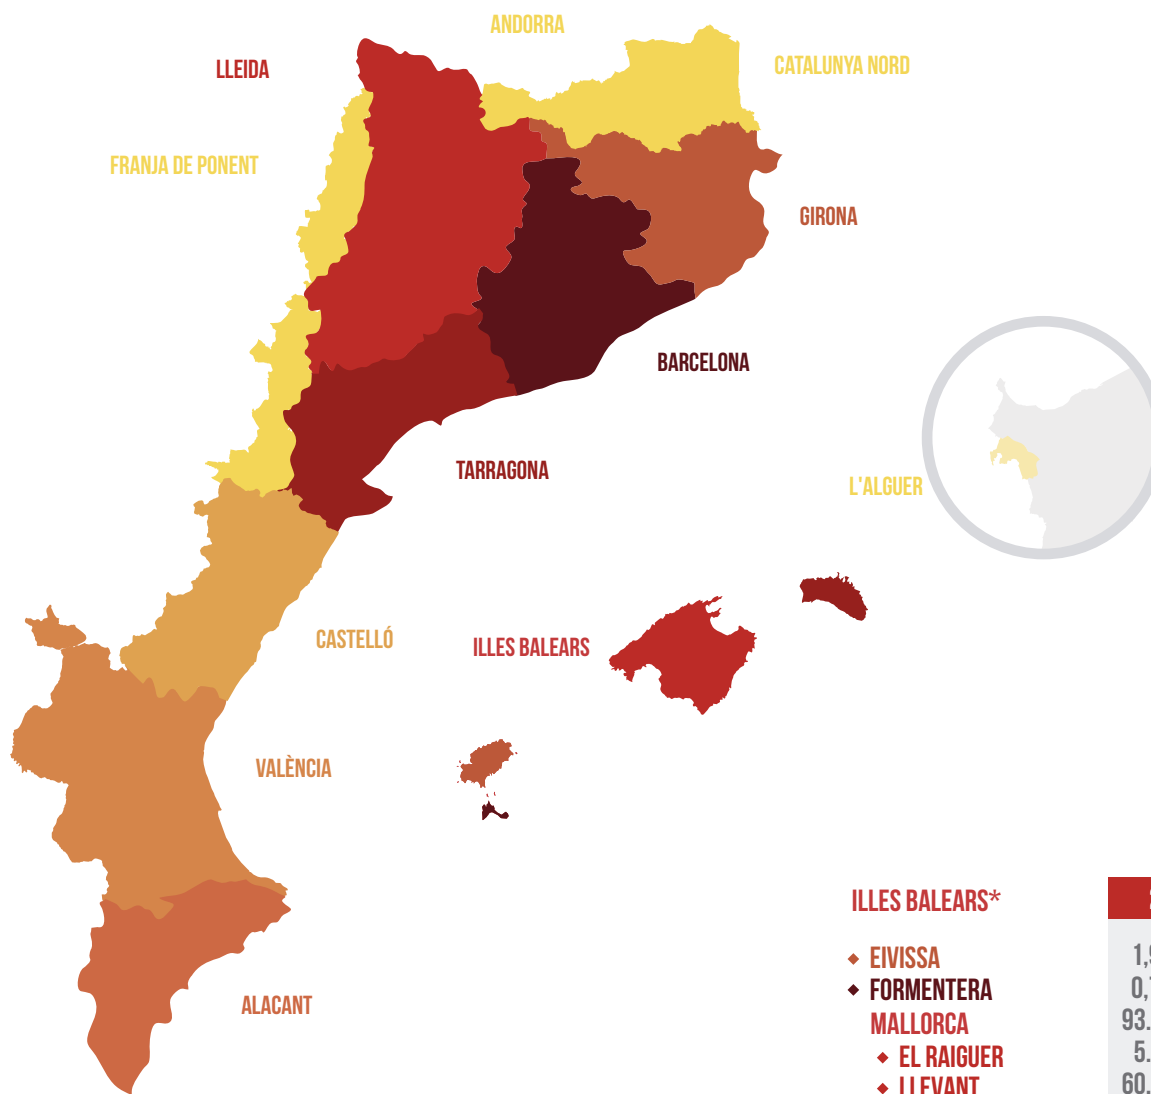 ANDORRA
LLEIDA
CATALUNYA NORD
FRANJA DE PONENT
GIRONA
BARCELONA
TARRAGONA
L'ALGUER
CASTELLÓ
ILLES BALEARS
VALÈNCIA
ILLES BALEARS*
EIVISSA
FORMENTERA
ALACANT
MALLORCA
EL RAIGUER
LLEVANT